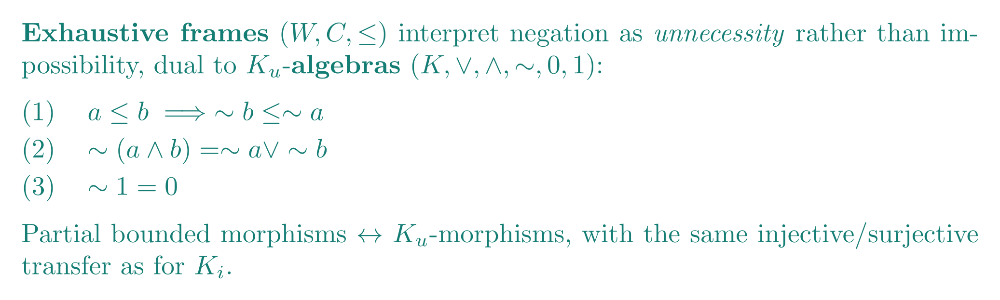 Exhaustive frames (W, C, ≤) interpret negation as unnecessity rather than im-
possibility, dual to K_u-algebras (K, ∨, ∧, ∼, 0, 1):
(1) a ≤ b ⟹ ∼ b ≤∼ a
(2) ∼ (a ∧ b) =∼ a∨ ∼ b
(3) ∼ 1 = 0
Partial bounded morphisms ↔ K_u-morphisms, with the same injective/surjective
transfer as for K_i.